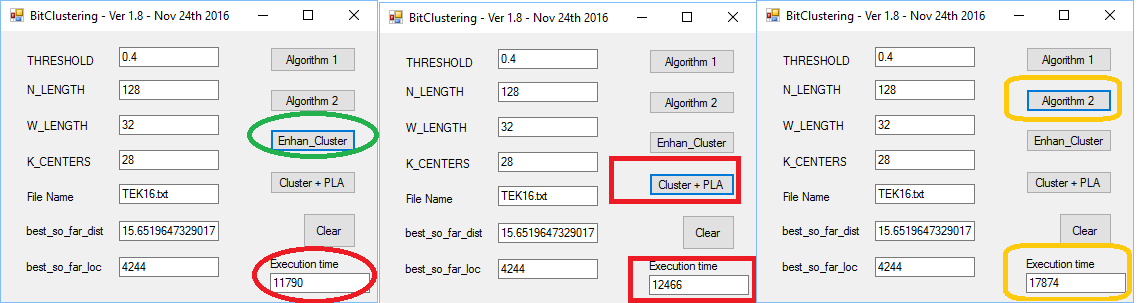 BitClustering - Ver 1.8 - Nov 24th 2016
THRESHOLD 0.4 Algorithm 1
N_LENGTH 128 Algorithm 2
W_LENGTH 32 Enhan_Cluster
K_CENTERS 28 Cluster + PLA
File Name TEK16.txt
best_so_far_dist 15.6519647329017 Clear
best_so_far_loc 4244 Execution time
11790
BitClustering - Ver 1.8 - Nov 24th 2016
THRESHOLD 0.4 Algorithm 1
N_LENGTH 128 Algorithm 2
W_LENGTH 32 Enhan_Cluster
K_CENTERS 28 Cluster + PLA
File Name TEK16.txt
best_so_far_dist 15.6519647329017 Clear
best_so_far_loc 4244 Execution time
12466
BitClustering - Ver 1.8 - Nov 24th 2016
THRESHOLD 0.4 Algorithm 1
N_LENGTH 128 Algorithm 2
W_LENGTH 32 Enhan_Cluster
K_CENTERS 28 Cluster + PLA
File Name TEK16.txt
best_so_far_dist 15.6519647329017 Clear
best_so_far_loc 4244 Execution time
17874